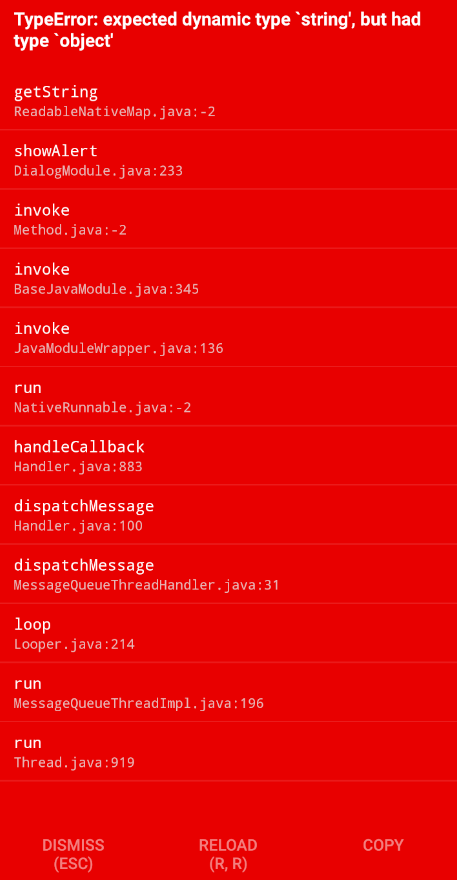 TypeError: expected dynamic type `string', but had
type `object'
getString
ReadableNativeMap.java:-2
showAlert
DialogModule.java:233
invoke
Method.java:-2
invoke
BaseJavaModule.java:345
invoke
JavaModuleWrapper.java:136
run
NativeRunnable.java:-2
handleCallback
Handler.java:883
dispatchMessage
Handler.java:100
dispatchMessage
MessageQueueThreadHandler.java:31
loop
Looper.java:214
run
MessageQueueThreadImpl.java:196
run
Thread.java:919
DISMISS
(ESC)
RELOAD
(R, R)
COPY